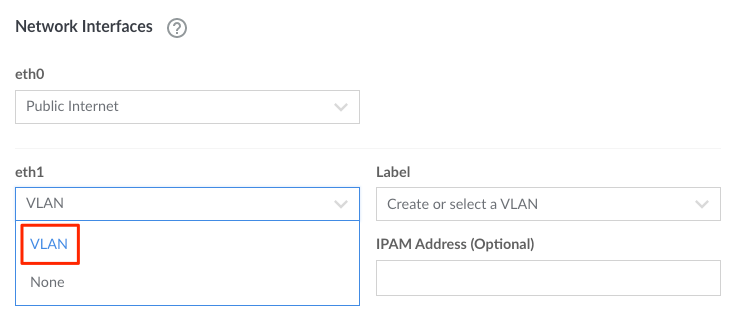 Network Interfaces ?
eth0
Public Internet
eth1
Label
VLAN
Create or select a VLAN
VLAN
IPAM Address (Optional)
None